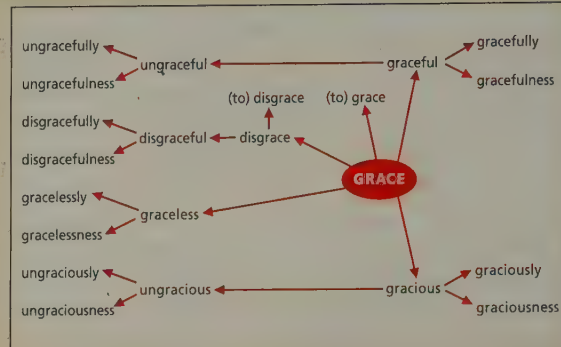 ungracefully
ungraceful
ungracefulness
graceful
gracefully
gracefulness
(to) disgrace
(to) grace
disgracefully
disgraceful
disgrace
disgracefulness
GRACE
gracelessly
graceless
gracelessness
ungraciously
ungracious
ungraciousness
gracious
graciously
graciousness